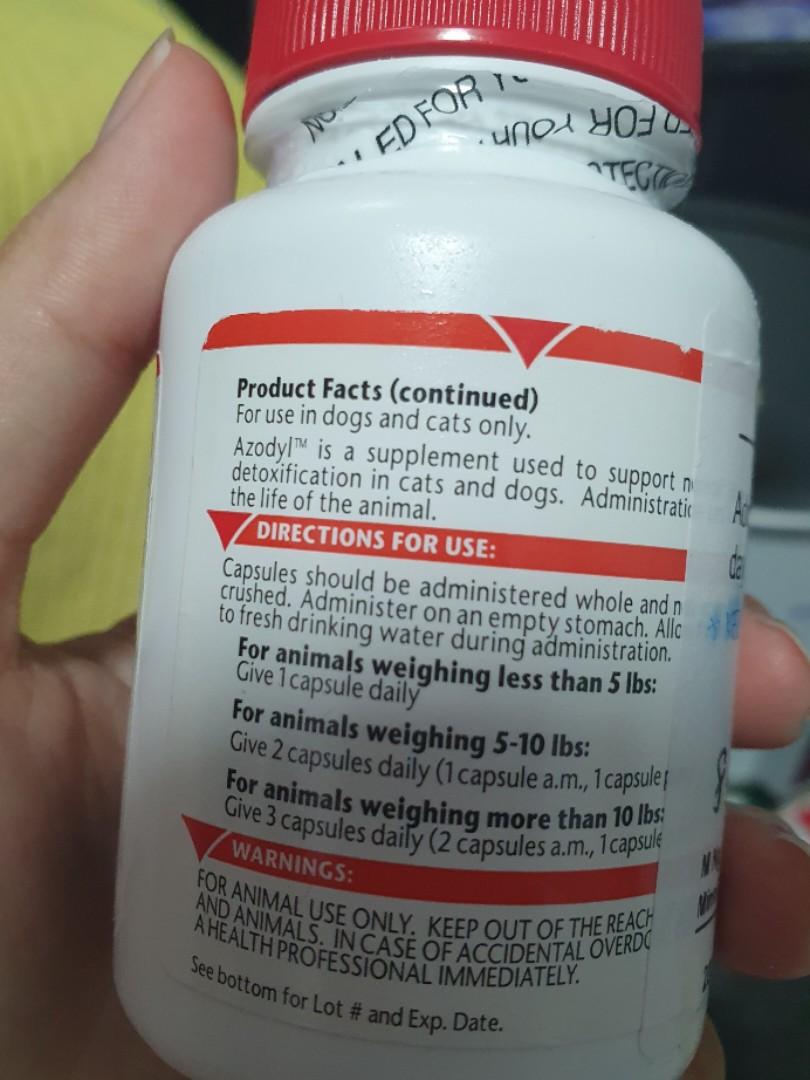 ED FOR
FOR YOUR
Product Facts (continued)
For use in dogs and cats only.
Azodyl™ is a supplement used to support
detoxification in cats and dogs. Administratic
the life of the animal.
DIRECTIONS FOR USE:
Capsules should be administered whole and n
crushed. Administer on an empty stomach. Allo
to fresh drinking water during administration.
For animals weighing less than 5 lbs:
Give 1 capsule daily
For animals weighing 5-10 lbs:
Give 2 capsules daily (1 capsule a.m., 1 capsule p
For animals weighing more than 10 lbs:
Give 3 capsules daily (2 capsules a.m., 1 capsule
WARNINGS:
FOR ANIMAL USE ONLY. KEEP OUT OF THE REACH
AND ANIMALS. IN CASE OF ACCIDENTAL OVERDO
A HEALTH PROFESSIONAL IMMEDIATELY.
See bottom for Lot # and Exp. Date.